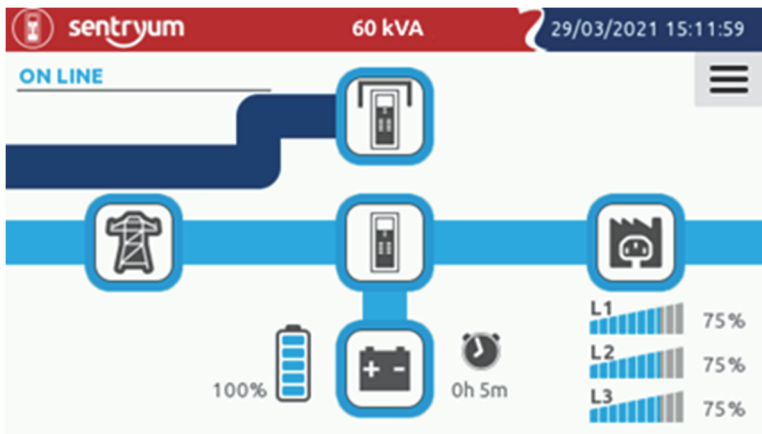 sentryum 60 kVA 29/03/2021 15:11:59
ON LINE
L1 75%
L2 75%
100% 0h 5m
L3 75%